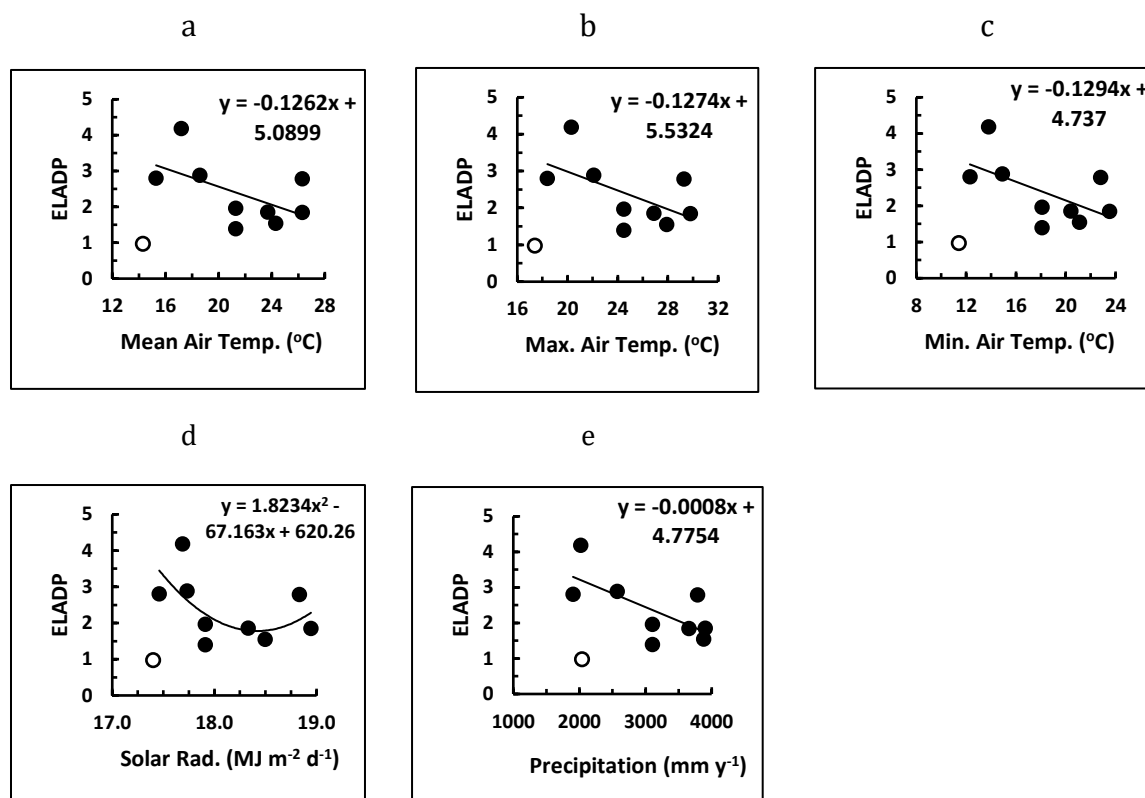 a
b
c
y = -0.1262x +
5.0899
5
4
3
2
1
0
ELADP
12 16 20 24 28
Mean Air Temp. (°C)
y = -0.1274x +
5.5324
5
4
3
2
1
0
ELADP
16 20 24 28 32
Max. Air Temp. (°C)
y = -0.1294x +
4.737
5
4
3
2
1
0
ELADP
8 12 16 20 24
Min. Air Temp. (°C)
d
e
y = 1.8234x² -
67.163x + 620.26
5
4
3
2
1
0
ELADP
17.0 18.0 19.0
Solar Rad. (MJ m⁻² d⁻¹)
y = -0.0008x +
4.7754
5
4
3
2
1
0
ELADP
1000 2000 3000 4000
Precipitation (mm y⁻¹)